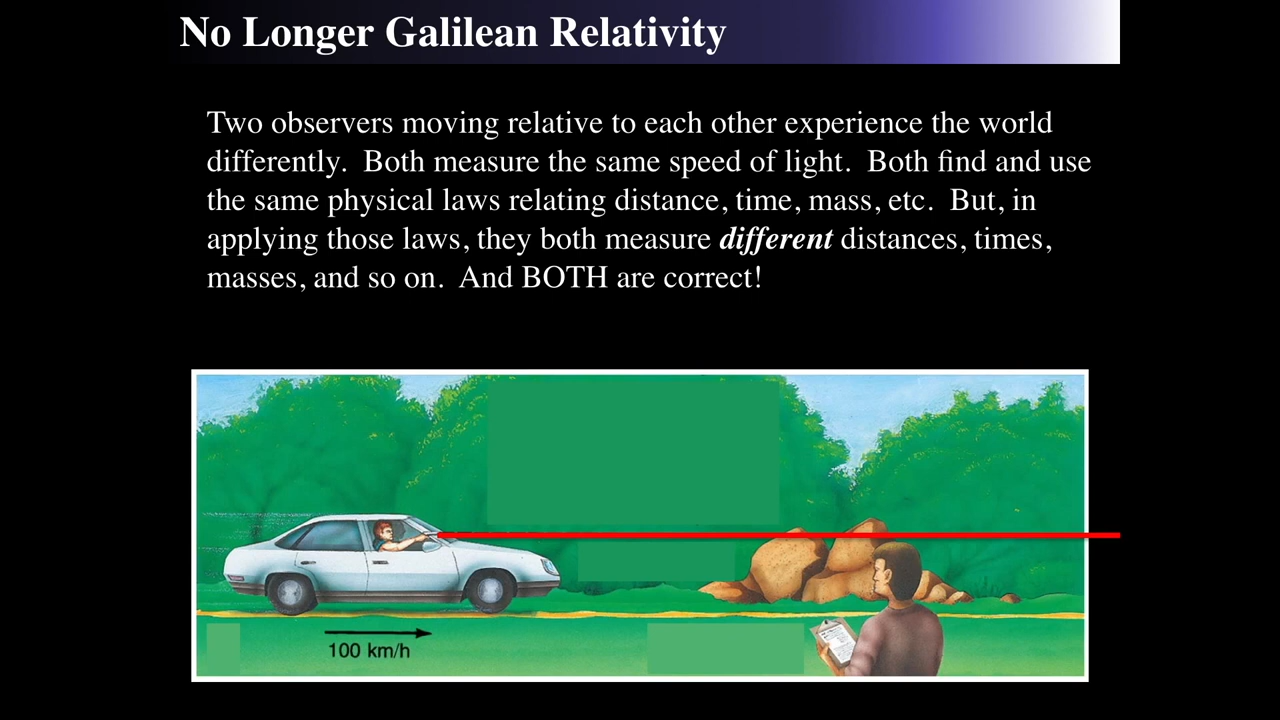 No Longer Galilean Relativity
Two observers moving relative to each other experience the world
differently.  Both measure the same speed of light.  Both find and use
the same physical laws relating distance, time, mass, etc.  But, in
applying those laws, they both measure different distances, times,
masses, and so on.  And BOTH are correct!
100 km/h